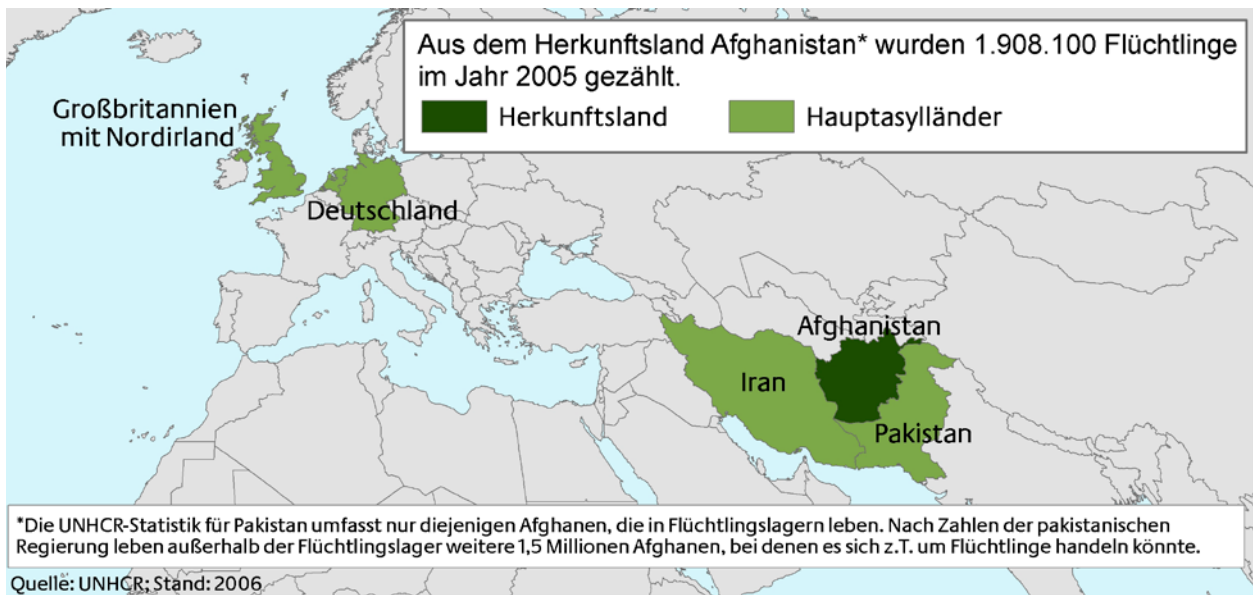 Aus dem Herkunftsland Afghanistan* wurden 1.908.100 Flüchtlinge
im Jahr 2005 gezählt.
Herkunftsland
Hauptasylländer
Großbritannien
mit Nordirland
Deutschland
Afghanistan
Iran
Pakistan
*Die UNHCR-Statistik für Pakistan umfasst nur diejenigen Afghanen, die in Flüchtlingslagern leben. Nach Zahlen der pakistanischen
Regierung leben außerhalb der Flüchtlingslager weitere 1,5 Millionen Afghanen, bei denen es sich z.T. um Flüchtlinge handeln könnte.
Quelle: UNHCR; Stand: 2006